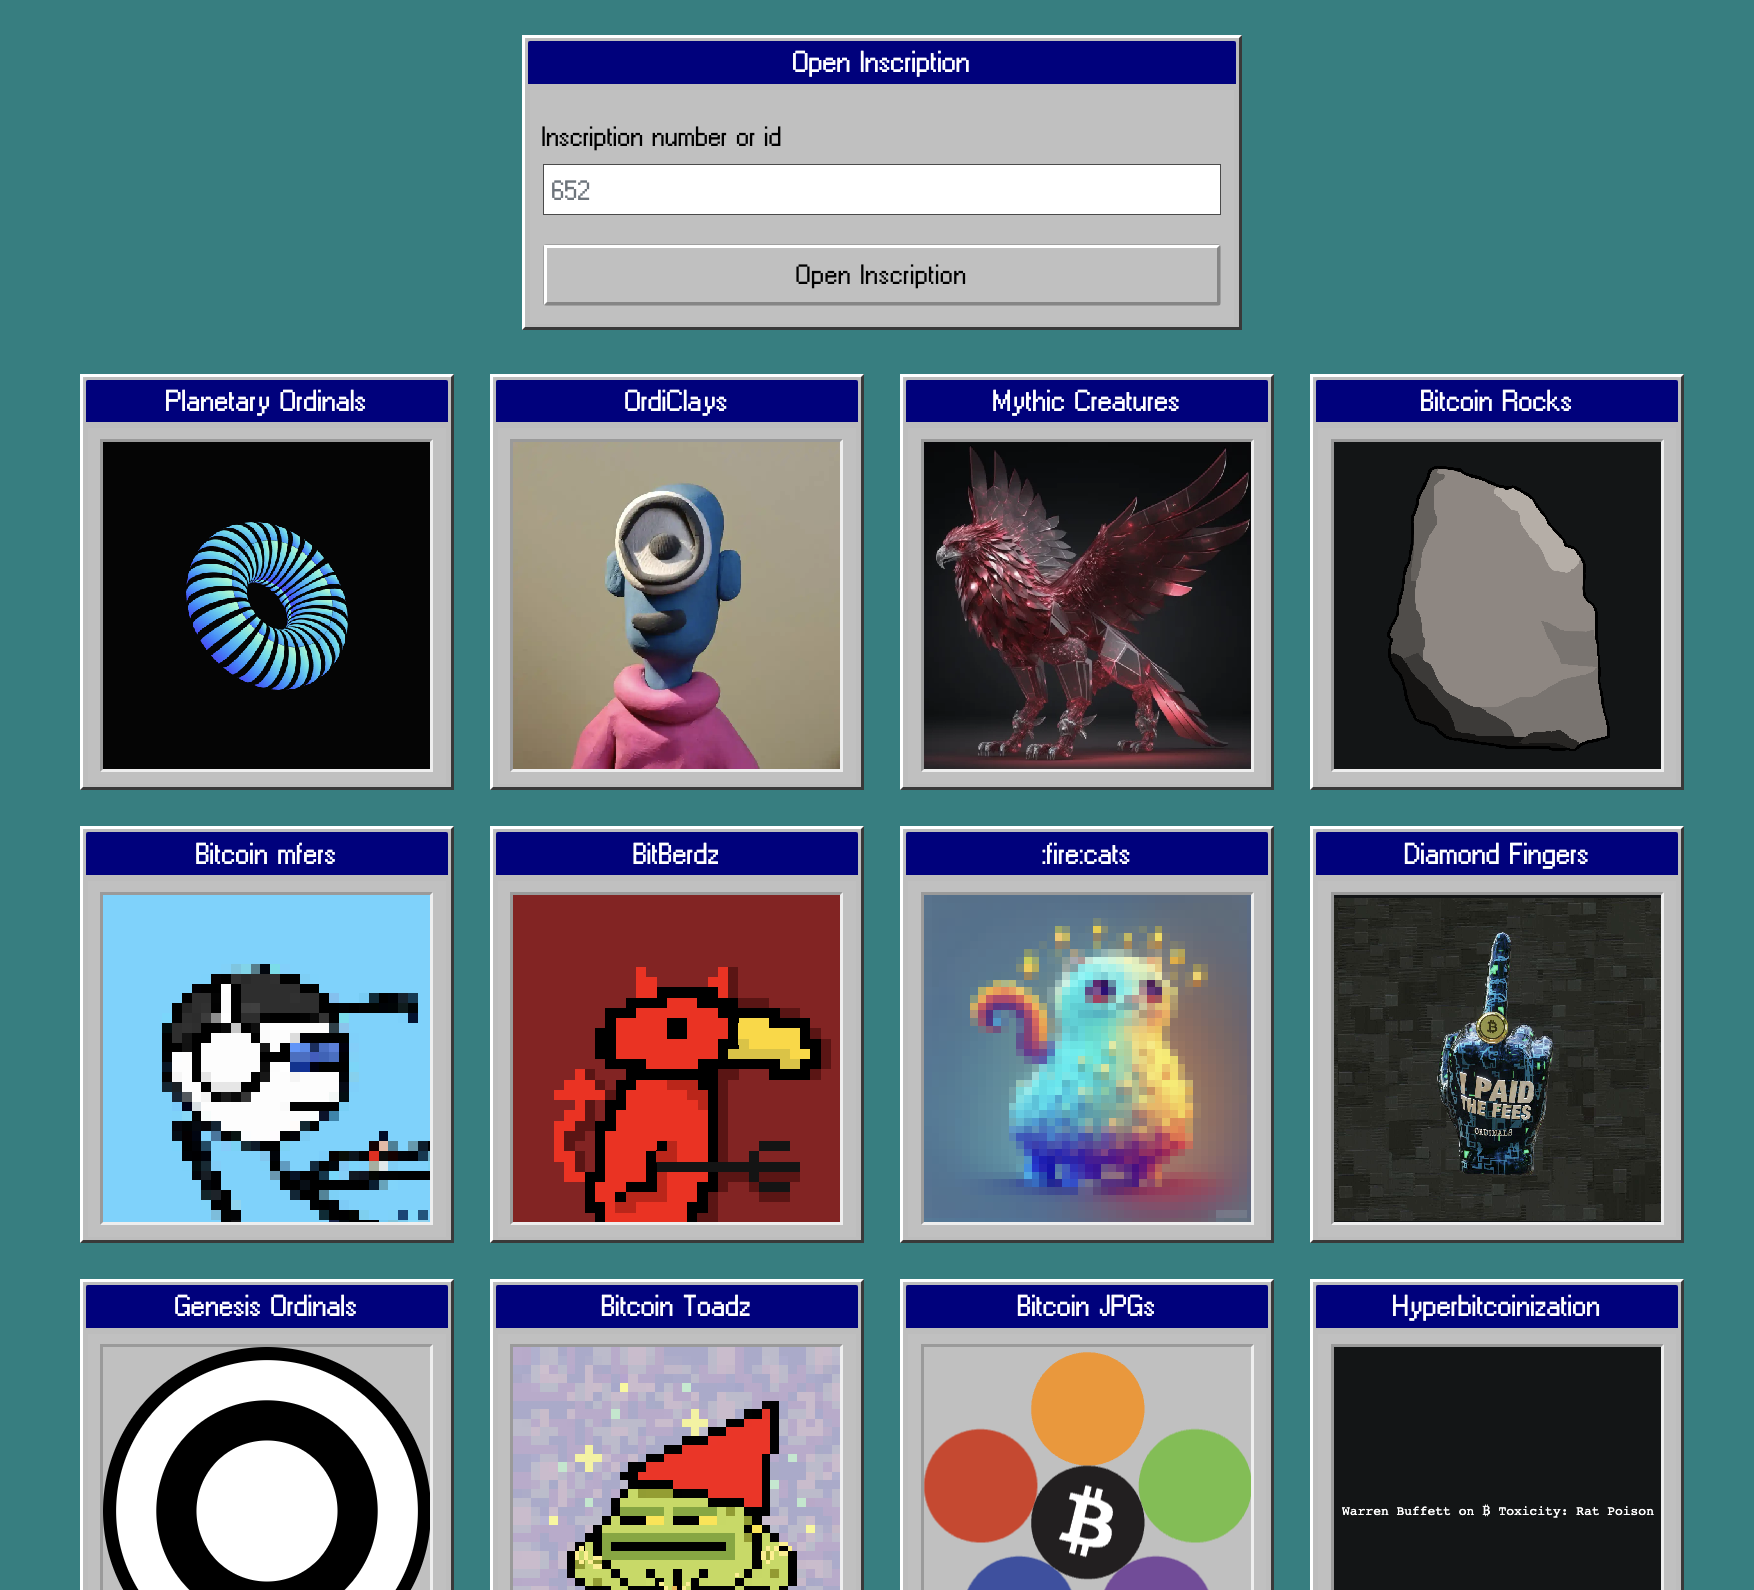 Open Inscription
Inscription number or id
652
Open Inscription
Planetary Ordinals
OrdiClays
Mythic Creatures
Bitcoin Rocks
Bitcoin mfers
BitBerdz
:fire:cats
Diamond Fingers
I PAID
THE FEES
ORDINALS
Genesis Ordinals
Bitcoin Toadz
Bitcoin JPGs
Hyperbitcoinization
Warren Buffett on ₿ Toxicity: Rat Poison